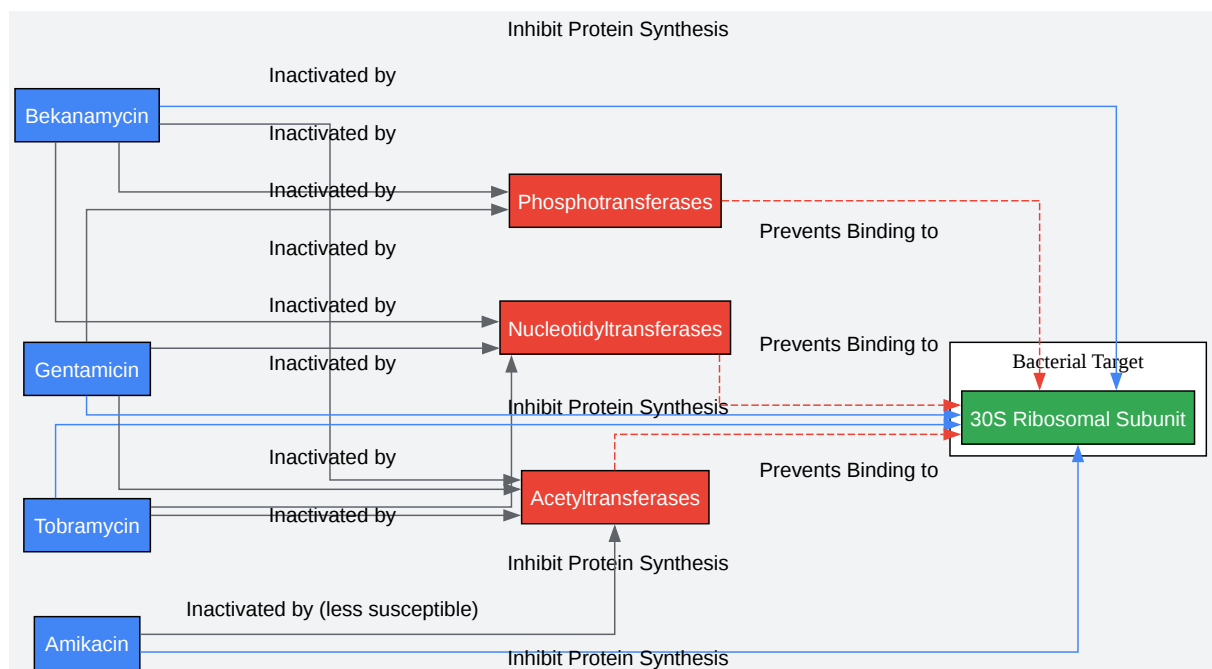 Inhibit Protein Synthesis
Inactivated by
Bekanamycin
Inactivated by
Inactivated by
Phosphotransferases
Prevents Binding to
Inactivated by
Inactivated by
Nucleotidyltransferases
Prevents Binding to
Bacterial Target
Gentamicin
Inactivated by
Inhibit Protein Synthesis
30S Ribosomal Subunit
Inactivated by
Prevents Binding to
Acetyltransferases
Inactivated by
Tobramycin
Inhibit Protein Synthesis
Inactivated by (less susceptible)
Amikacin
Inhibit Protein Synthesis